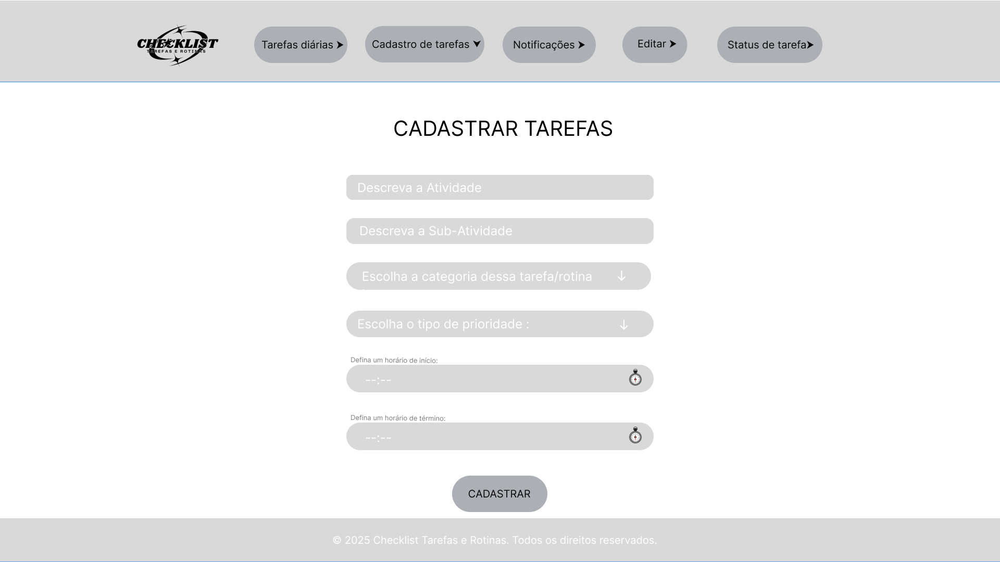 CHECKLIST
TAREFAS E ROTINAS
Tarefas diárias ➤
Cadastro de tarefas ⮟
Notificações ➤
Editar ➤
Status de tarefa➤
CADASTRAR TAREFAS
Descreva a Atividade
Descreva a Sub-Atividade
Escolha a categoria dessa tarefa/rotina ↓
Escolha o tipo de prioridade : ↓
Defina um horário de início:
--:--
Defina um horário de término:
--:--
CADASTRAR
© 2025 Checklist Tarefas e Rotinas. Todos os direitos reservados.